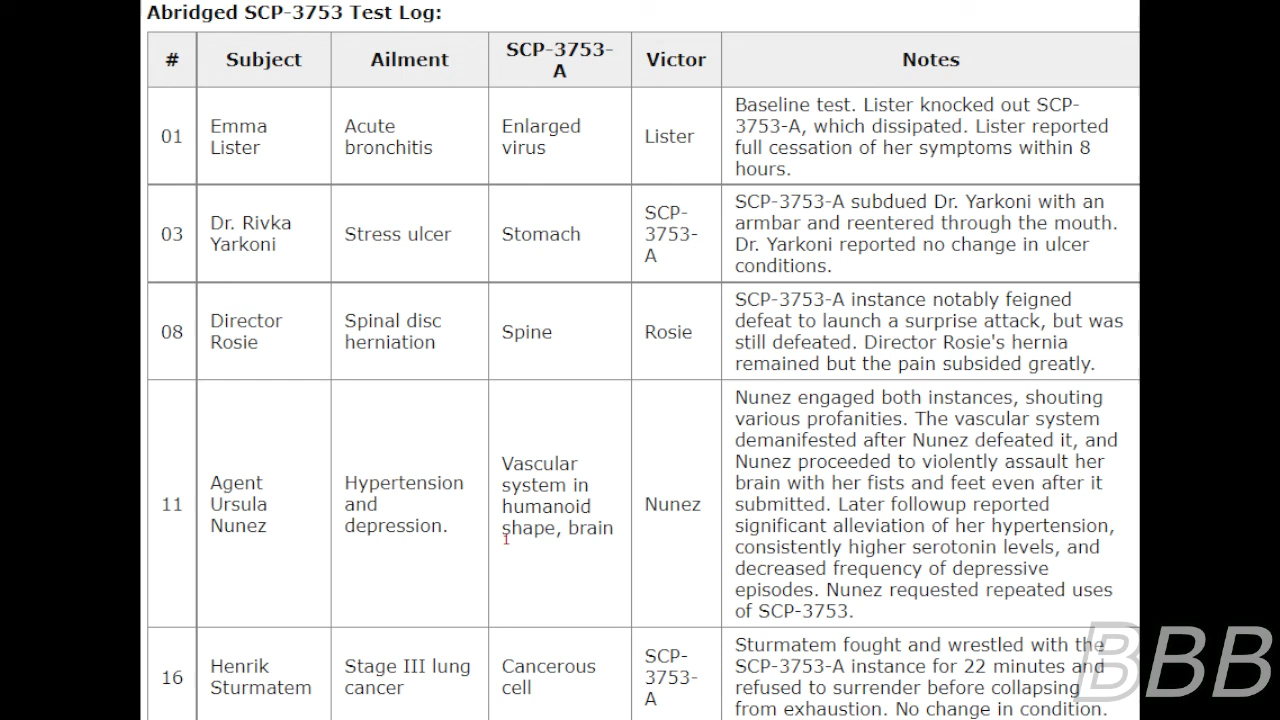 Abridged SCP-3753 Test Log:
# Subject Ailment SCP-3753-
A Victor Notes
01
Emma
Lister
Acute
bronchitis
Enlarged
virus
Lister
Baseline test. Lister knocked out SCP-
3753-A, which dissipated. Lister reported
full cessation of her symptoms within 8
hours.
03
Dr. Rivka
Yarkoni
Stress ulcer
Stomach
SCP-
3753-
A
SCP-3753-A subdued Dr. Yarkoni with an
armbar and reentered through the mouth.
Dr. Yarkoni reported no change in ulcer
conditions.
08
Director
Rosie
Spinal disc
herniation
Spine
Rosie
SCP-3753-A instance notably feigned
defeat to launch a surprise attack, but was
still defeated. Director Rosie's hernia
remained but the pain subsided greatly.
11
Agent
Ursula
Nunez
Hypertension
and
depression.
Vascular
system in
humanoid
shape, brain
Nunez
Nunez engaged both instances, shouting
various profanities. The vascular system
demanifested after Nunez defeated it, and
Nunez proceeded to violently assault her
brain with her fists and feet even after it
submitted. Later followup reported
significant alleviation of her hypertension,
consistently higher serotonin levels, and
decreased frequency of depressive
episodes. Nunez requested repeated uses
of SCP-3753.
16
Henrik
Sturmatem
Stage III lung
cancer
Cancerous
cell
SCP-
3753-
A
Sturmatem fought and wrestled with the
SCP-3753-A instance for 22 minutes and
refused to surrender before collapsing
from exhaustion. No change in condition.
BBB